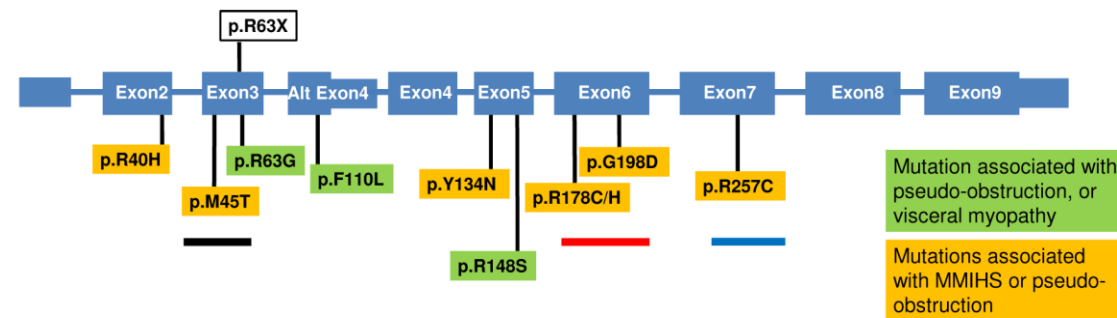 p.R63X
Exon2 Exon3 Alt Exon4 Exon4 Exon5 Exon6 Exon7 Exon8 Exon9
p.R40H
p.R63G
p.M45T
p.F110L
p.Y134N
p.R148S
p.G198D
p.R178C/H
p.R257C
Mutation associated with
pseudo-obstruction, or
visceral myopathy
Mutations associated
with MMIHS or pseudo-
obstruction